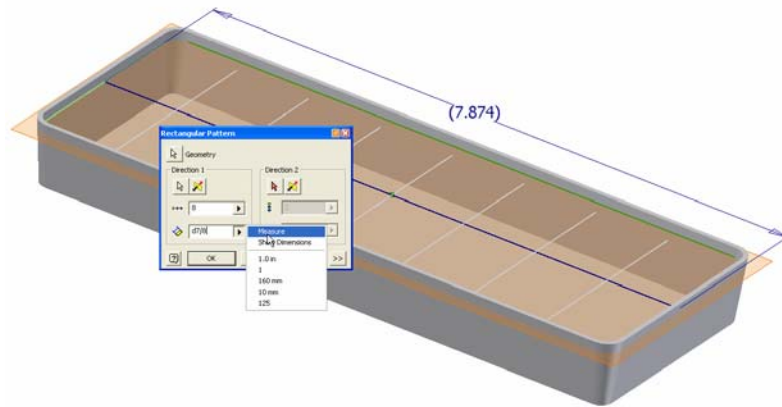 (7.874)
Rectangular Pattern
Geometry
Direction 1
Direction 2
8
d7/8
Measure
Show Dimensions
OK
>>
1.0 in
1
160 mm
10 mm
125